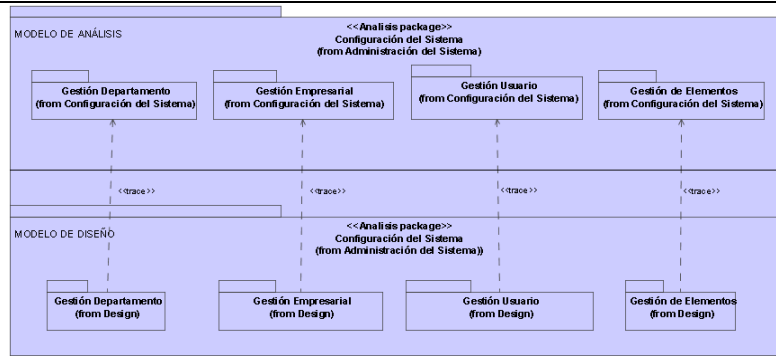 <<Analisis package>>
MODELO DE ANÁLISIS
Configuración del Sistema
(from Administración del Sistema)
Gestión Departamento
(from Configuración del Sistema)
Gestión Empresarial
(from Configuración del Sistema)
Gestión Usuario
(from Configuración del Sistema)
Gestión de Elementos
(from Configuración del Sistema)
<<trace>>
<<trace>>
<<trace>>
<<trace>>
<<Analisis package>>
MODELO DE DISEÑO
Configuración del Sistema
(from Administración del Sistema))
Gestión Departamento
(from Design)
Gestión Empresarial
(from Design)
Gestión Usuario
(from Design)
Gestión de Elementos
(from Design)